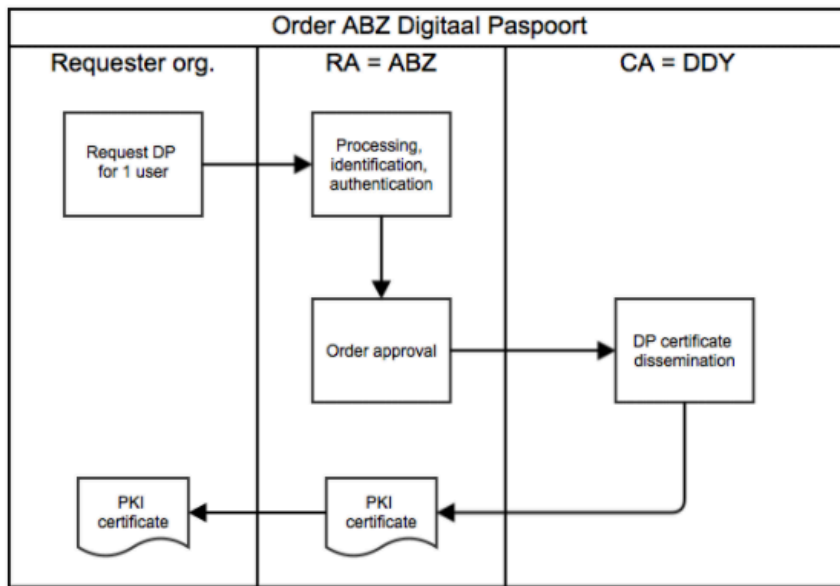 Order ABZ Digitaal Paspoort
Requester org.
RA = ABZ
CA = DDY
Request DP
for 1 user
Processing,
identification,
authentication
Order approval
DP certificate
dissemination
PKI
certificate
PKI
certificate